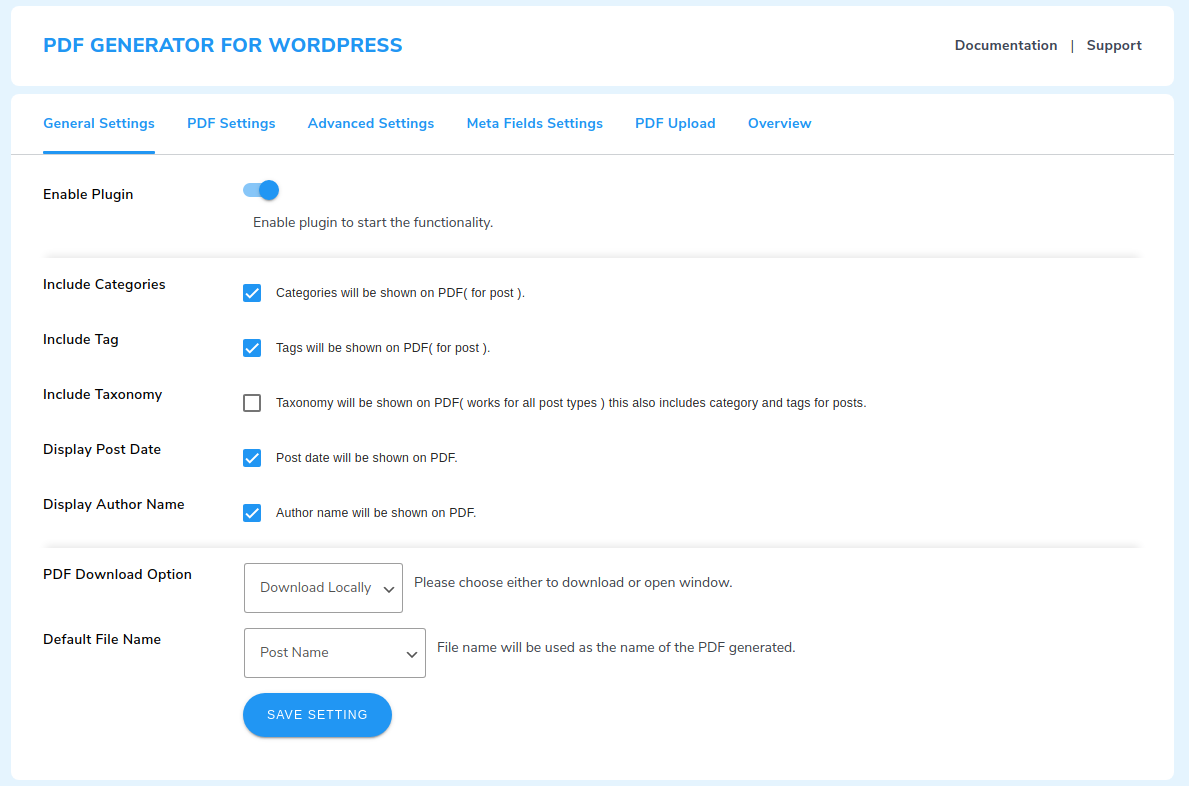 PDF GENERATOR FOR WORDPRESS
Documentation | Support
General Settings PDF Settings Advanced Settings Meta Fields Settings PDF Upload Overview
Enable Plugin
Enable plugin to start the functionality.
Include Categories
Categories will be shown on PDF( for post ).
Include Tag
Tags will be shown on PDF( for post ).
Include Taxonomy
Taxonomy will be shown on PDF( works for all post types ) this also includes category and tags for posts.
Display Post Date
Post date will be shown on PDF.
Display Author Name
Author name will be shown on PDF.
PDF Download Option
Download Locally
Please choose either to download or open window.
Default File Name
Post Name
File name will be used as the name of the PDF generated.
SAVE SETTING